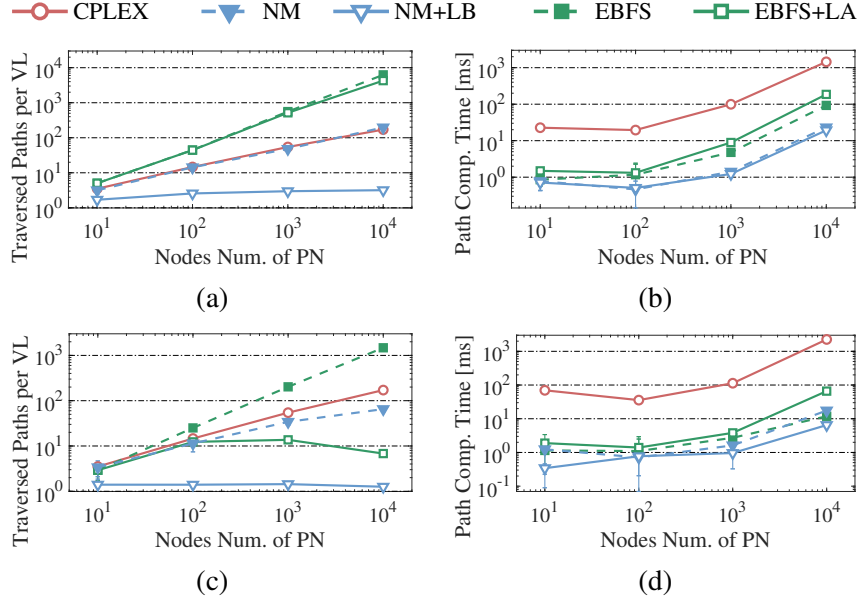 CPLEX NM NM+LB EBFS EBFS+LA
Traversed Paths per VL
10^4
10^3
10^2
10^1
10^0
10^1 10^2 10^3 10^4
Nodes Num. of PN
(a)
Path Comp. Time [ms]
10^3
10^2
10^1
10^0
10^1 10^2 10^3 10^4
Nodes Num. of PN
(b)
Traversed Paths per VL
10^3
10^2
10^1
10^0
10^1 10^2 10^3 10^4
Nodes Num. of PN
(c)
Path Comp. Time [ms]
10^3
10^2
10^1
10^0
10^-1
10^1 10^2 10^3 10^4
Nodes Num. of PN
(d)